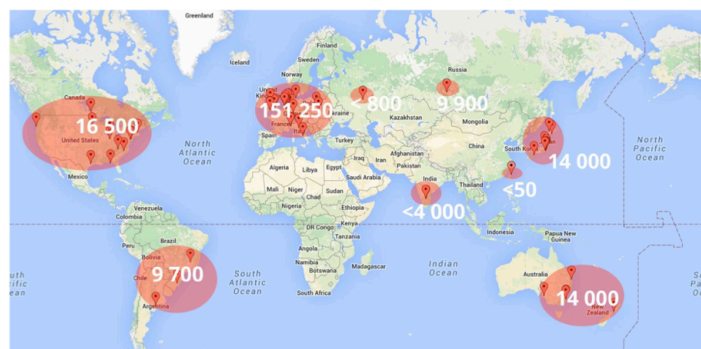 Greenland
Iceland
Finland
Sweden
Norway
Russia
Canada
United
151 250
< 800
9 900
16 500
Ukraine
Kazakhstan
Mongolia
France
Italy
United States
Spain
Turkey
China
South Korea
14 000
North
Pacific
Ocean
North
Atlantic
Ocean
Iraq
Iran
Afghanistan
Pakistan
Algeria
Libya
Egypt
Saudi Arabia
Mexico
India
<50
Mali
Niger
Sudan
Chad
Thailand
<4 000
Nigeria
Ethiopia
Venezuela
Colombia
DR Congo
Kenya
Tanzania
Indonesia
Papua New
Guinea
Peru
Brazil
Bolivia
Angola
Namibia
Botswana
Madagascar
9 700
Chile
South
Atlantic
Ocean
Indian
Ocean
Australia
South Africa
Argentina
14 000
New
Zealand